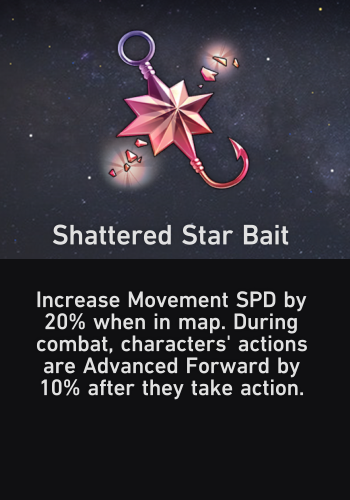 Shattered Star Bait
Increase Movement SPD by
20% when in map. During
combat, characters' actions
are Advanced Forward by
10% after they take action.